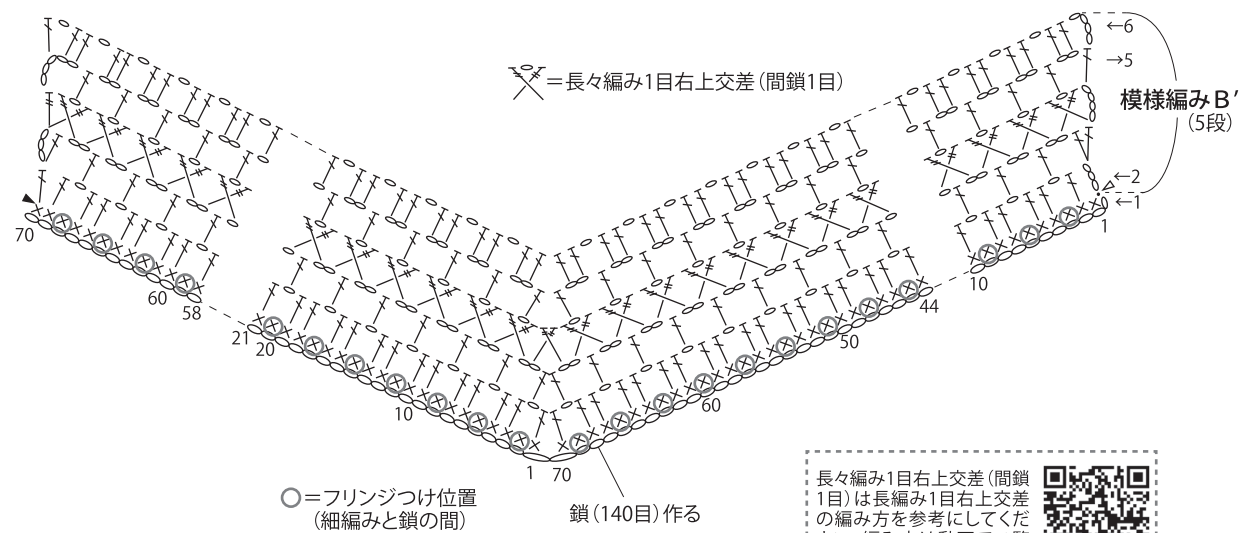 ←6
→5
模様編みB′
(5段)
←2
←1
=長々編み1目右上交差(間鎖1目)
70
60
58
21
20
10
1
70
60
50
44
10
1
○=フリンジつけ位置
(細編みと鎖の間)
鎖(140目)作る
長々編み1目右上交差(間鎖
1目)は長編み1目右上交差
の編み方を参考にしてくだ